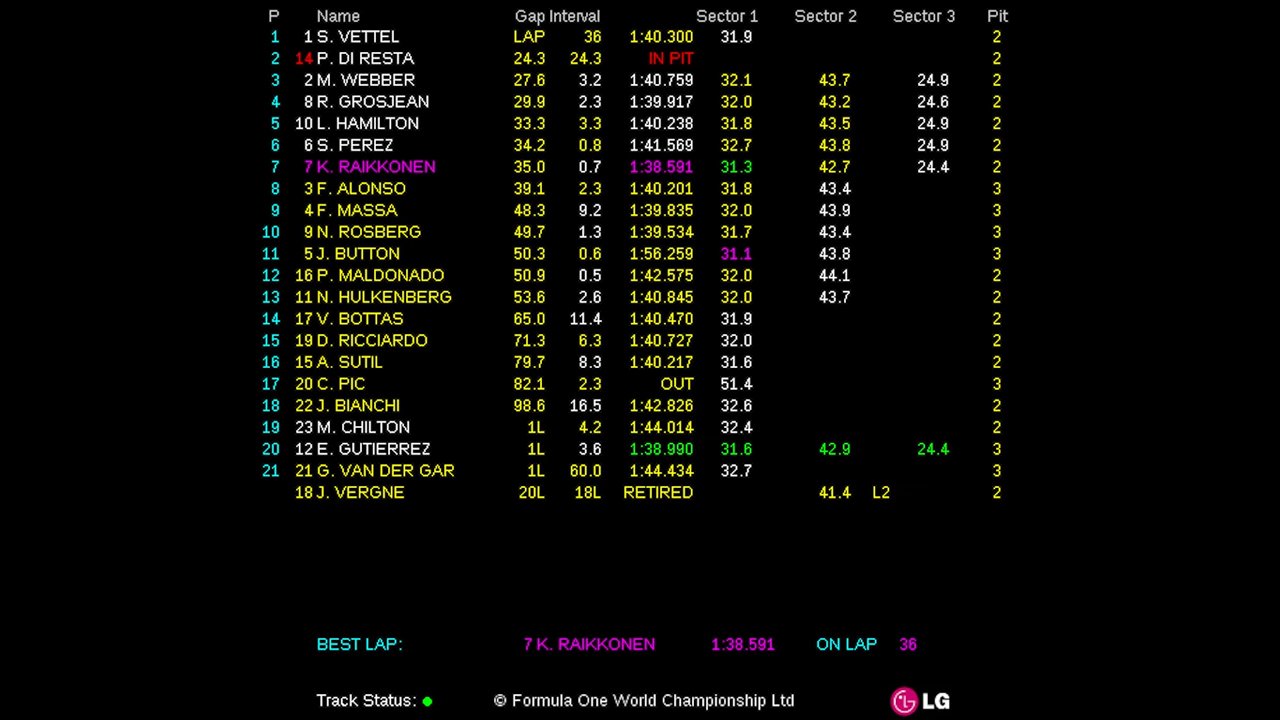 P Name Gap Interval Sector 1 Sector 2 Sector 3 Pit
1 1 S. VETTEL LAP 36 1:40.300 31.9 2
2 14 P. DI RESTA 24.3 24.3 IN PIT 2
3 2 M. WEBBER 27.6 3.2 1:40.759 32.1 43.7 24.9 2
4 8 R. GROSJEAN 29.9 2.3 1:39.917 32.0 43.2 24.6 2
5 10 L. HAMILTON 33.3 3.3 1:40.238 31.8 43.5 24.9 2
6 6 S. PEREZ 34.2 0.8 1:41.569 32.7 43.8 24.9 2
7 7 K. RAIKKONEN 35.0 0.7 1:38.591 31.3 42.7 24.4 2
8 3 F. ALONSO 39.1 2.3 1:40.201 31.8 43.4 3
9 4 F. MASSA 48.3 9.2 1:39.835 32.0 43.9 3
10 9 N. ROSBERG 49.7 1.3 1:39.534 31.7 43.4 3
11 5 J. BUTTON 50.3 0.6 1:56.259 31.1 43.8 3
12 16 P. MALDONADO 50.9 0.5 1:42.575 32.0 44.1 2
13 11 N. HULKENBERG 53.6 2.6 1:40.845 32.0 43.7 2
14 17 V. BOTTAS 65.0 11.4 1:40.470 31.9 2
15 19 D. RICCIARDO 71.3 6.3 1:40.727 32.0 2
16 15 A. SUTIL 79.7 8.3 1:40.217 31.6 2
17 20 C. PIC 82.1 2.3 OUT 51.4 3
18 22 J. BIANCHI 98.6 16.5 1:42.826 32.6 2
19 23 M. CHILTON 1L 4.2 1:44.014 32.4 2
20 12 E. GUTIERREZ 1L 3.6 1:38.990 31.6 42.9 24.4 3
21 21 G. VAN DER GAR 1L 60.0 1:44.434 32.7 3
18 J. VERGNE 20L 18L RETIRED 41.4 L2 2
BEST LAP: 7 K. RAIKKONEN 1:38.591 ON LAP 36
Track Status: © Formula One World Championship Ltd LG